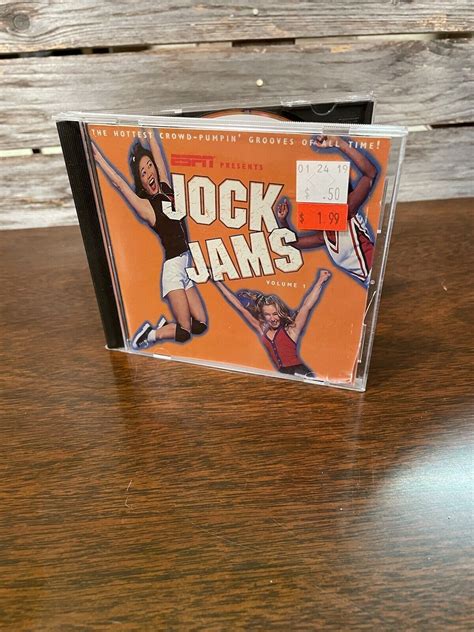 THE HOTTEST CROWD-PUMPIN' GROOVES OF ALL TIME!
ESPN PRESENTS
JOCK
JAMS
VOLUME 1
01 24 19
$ .50
$ 1.99